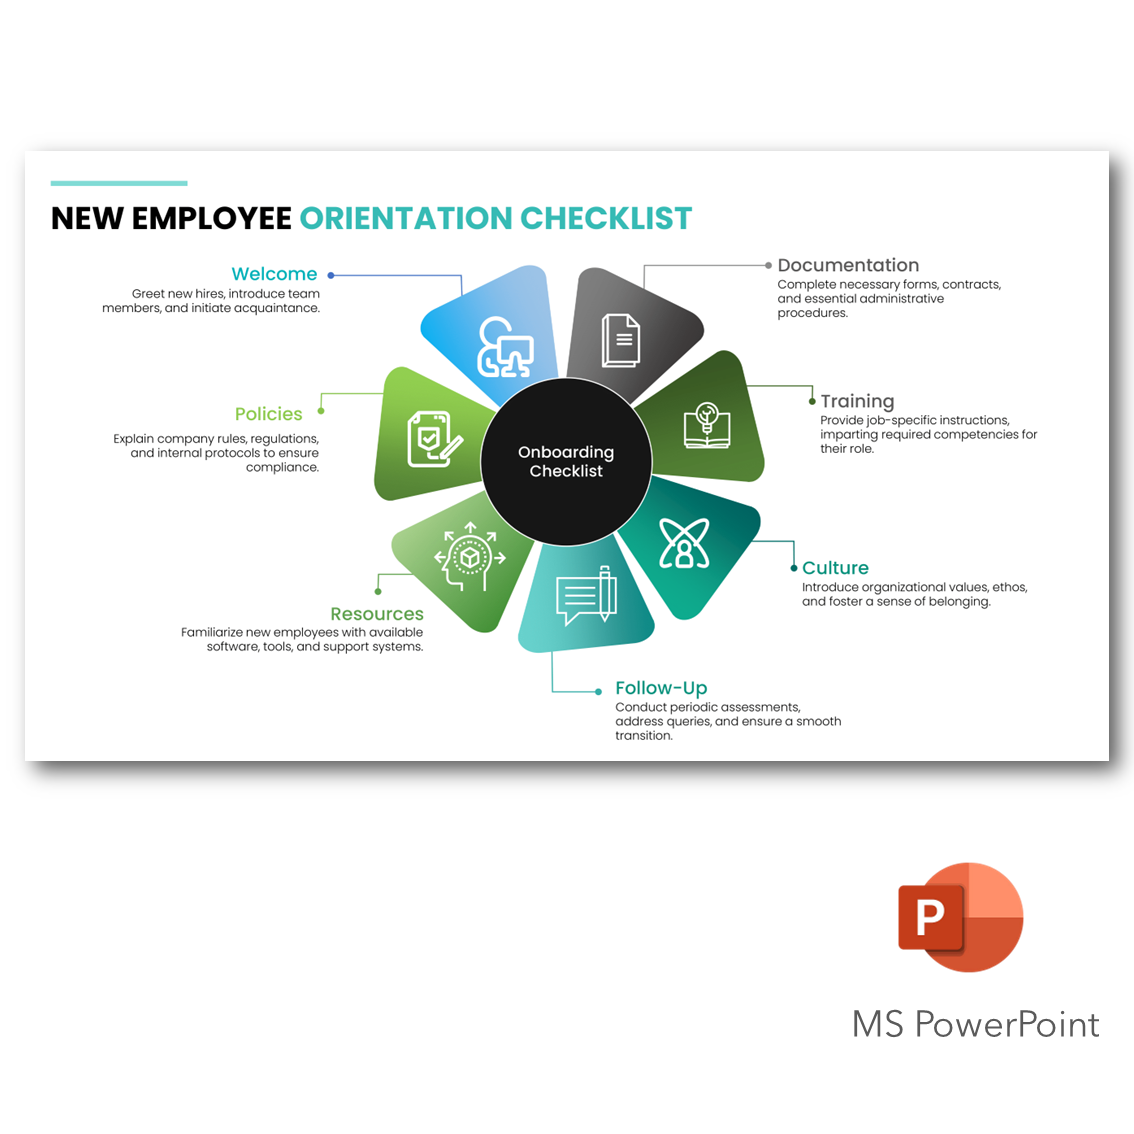 NEW EMPLOYEE ORIENTATION CHECKLIST
Welcome
Greet new hires, introduce team
members, and initiate acquaintance.
Documentation
Complete necessary forms, contracts,
and essential administrative
procedures.
Policies
Explain company rules, regulations,
and internal protocols to ensure
compliance.
Training
Provide job-specific instructions,
imparting required competencies for
their role.
Onboarding
Checklist
Culture
Introduce organizational values, ethos,
and foster a sense of belonging.
Resources
Familiarize new employees with available
software, tools, and support systems.
Follow-Up
Conduct periodic assessments,
address queries, and ensure a smooth
transition.
P
MS PowerPoint